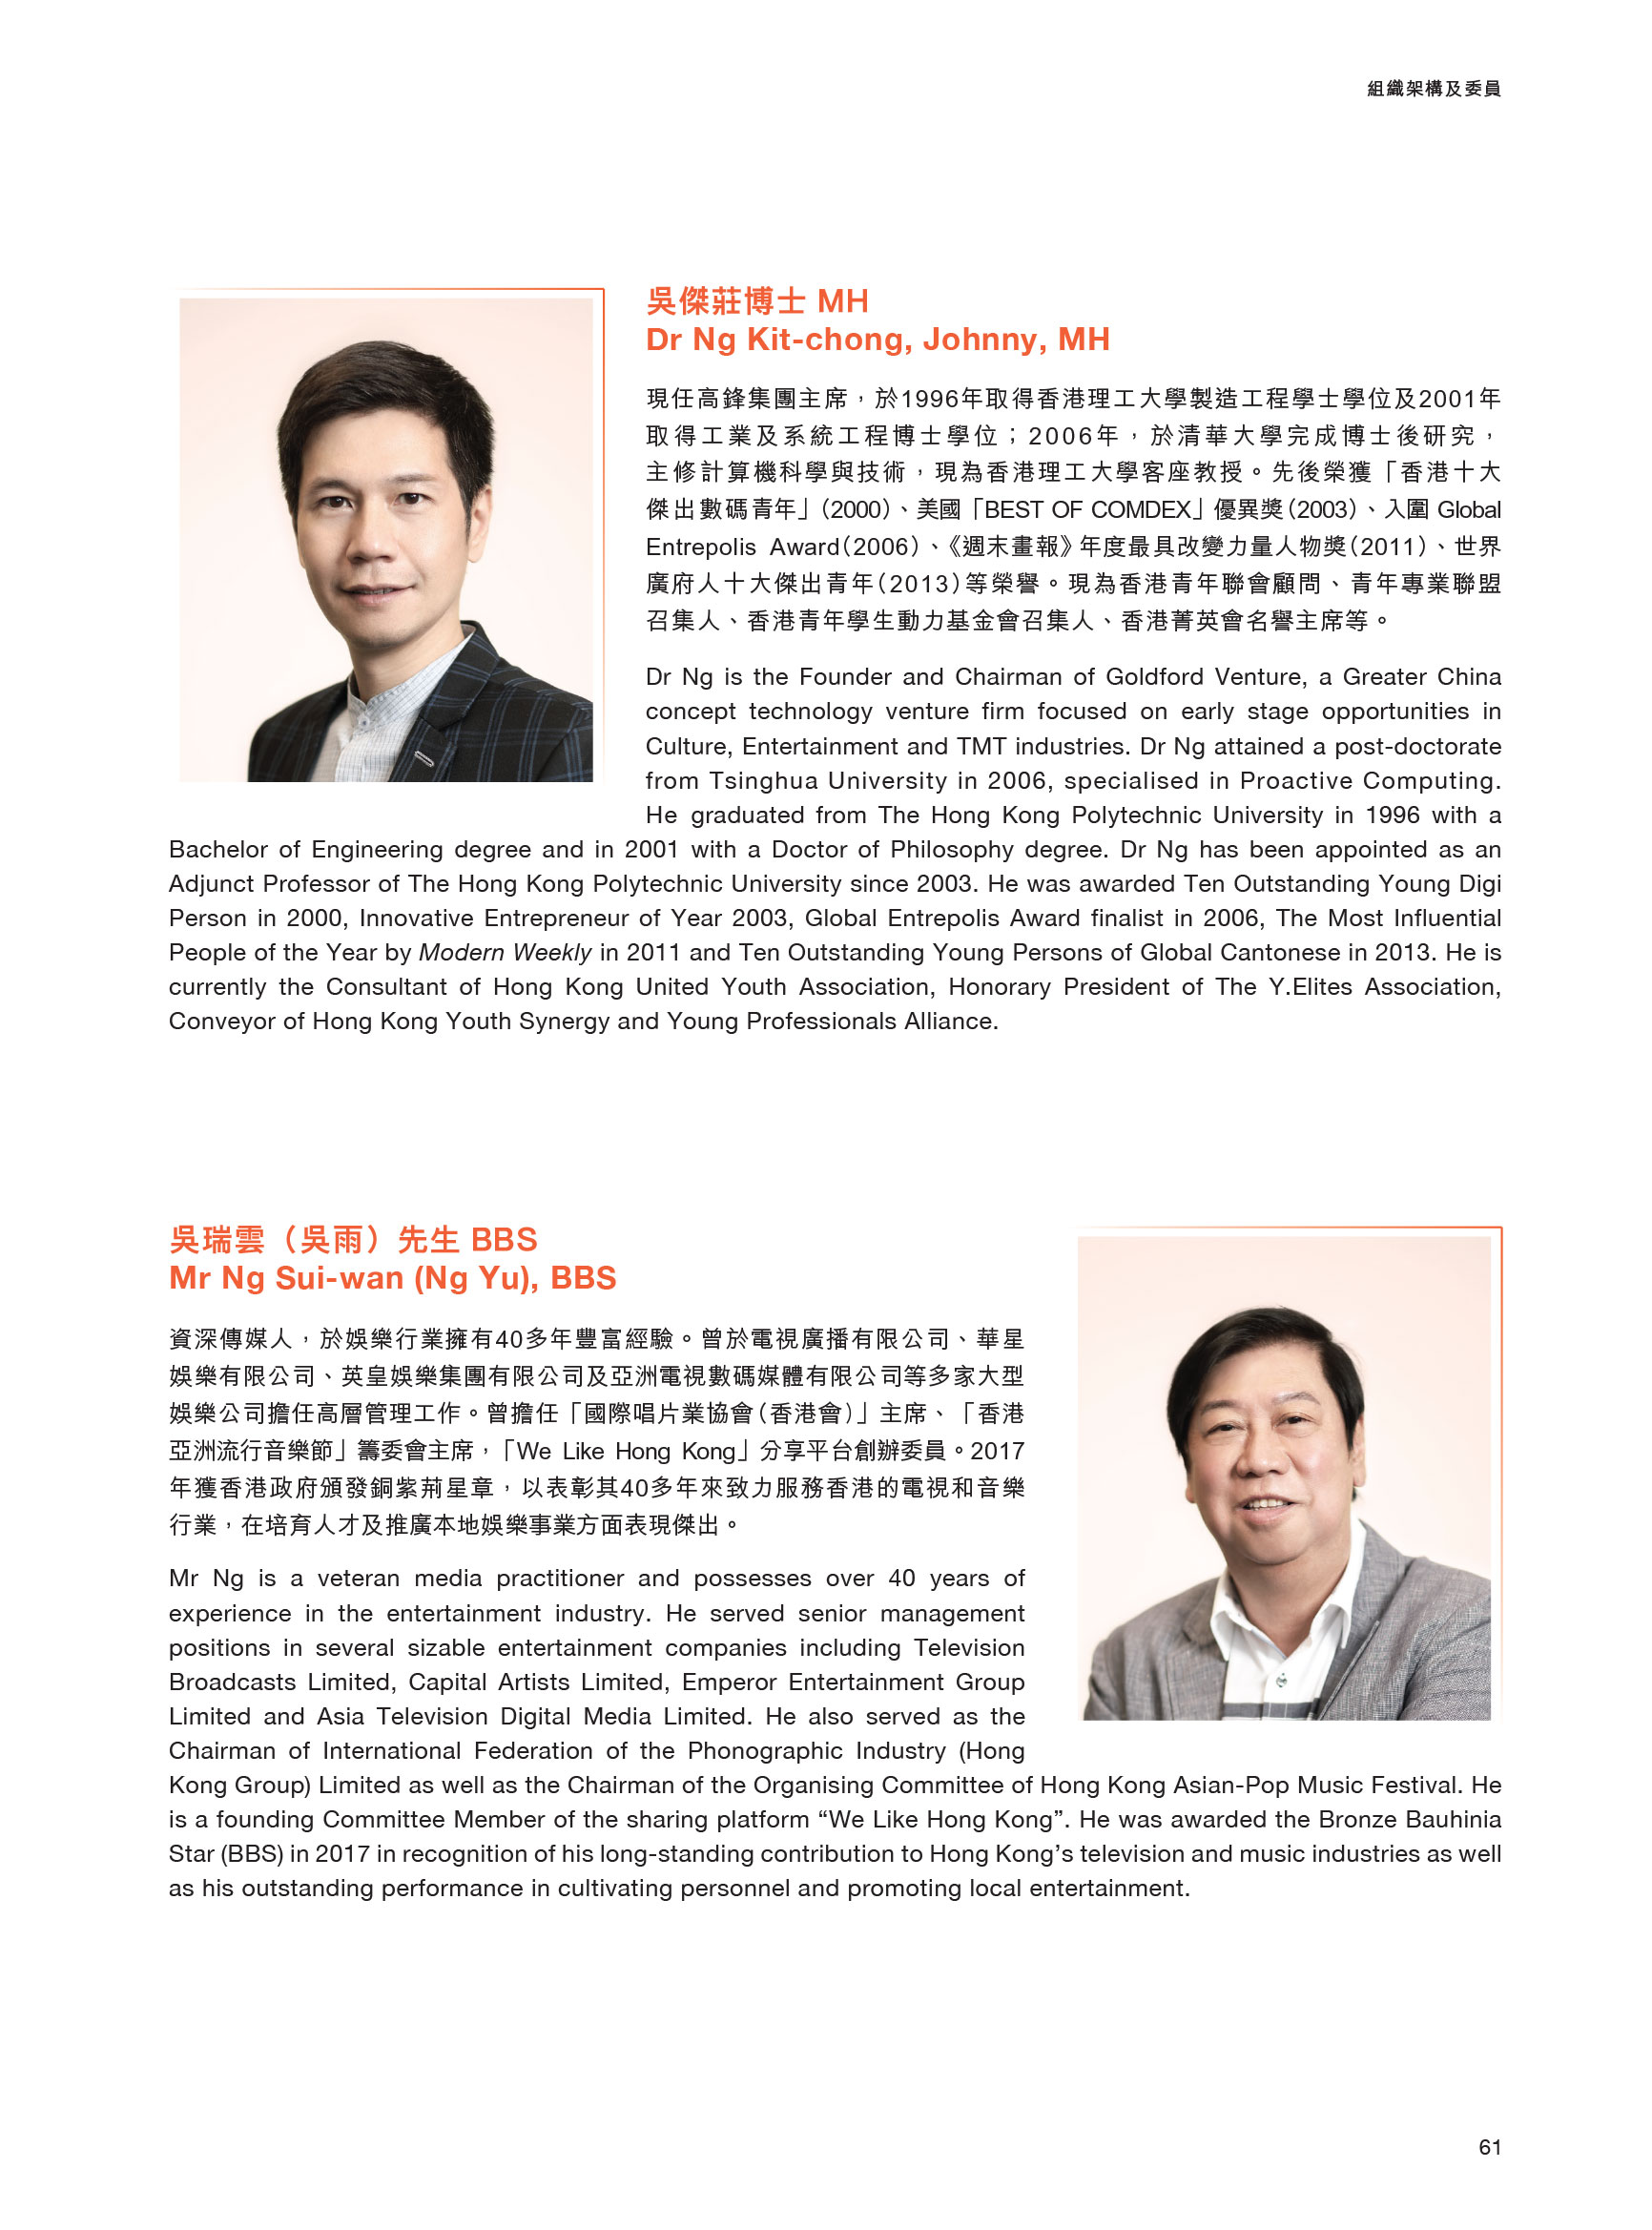 組織架構及委員
吳傑莊博士 MH
Dr Ng Kit-chong, Johnny, MH
現任高鋒集團主席，於1996年取得香港理工大學製造工程學士學位及2001年
取得工業及系統工程博士學位；2006年，於清華大學完成博士後研究，
主修計算機科學與技術，現為香港理工大學客座教授。先後榮獲「香港十大
傑出數碼青年」（2000）、美國「BEST OF COMDEX」優異獎（2003）、入圍 Global
Entrepolis Award（2006）、《週末畫報》年度最具改變力量人物獎（2011）、世界
廣府人十大傑出青年（2013）等榮譽。現為香港青年聯會顧問、青年專業聯盟
召集人、香港青年學生動力基金會召集人、香港菁英會名譽主席等。
Dr Ng is the Founder and Chairman of Goldford Venture, a Greater China
concept technology venture firm focused on early stage opportunities in
Culture, Entertainment and TMT industries. Dr Ng attained a post-doctorate
from Tsinghua University in 2006, specialised in Proactive Computing.
He graduated from The Hong Kong Polytechnic University in 1996 with a
Bachelor of Engineering degree and in 2001 with a Doctor of Philosophy degree. Dr Ng has been appointed as an
Adjunct Professor of The Hong Kong Polytechnic University since 2003. He was awarded Ten Outstanding Young Digi
Person in 2000, Innovative Entrepreneur of Year 2003, Global Entrepolis Award finalist in 2006, The Most Influential
People of the Year by Modern Weekly in 2011 and Ten Outstanding Young Persons of Global Cantonese in 2013. He is
currently the Consultant of Hong Kong United Youth Association, Honorary President of The Y.Elites Association,
Conveyor of Hong Kong Youth Synergy and Young Professionals Alliance.
吳瑞雲（吳雨）先生 BBS
Mr Ng Sui-wan (Ng Yu), BBS
資深傳媒人，於娛樂行業擁有40多年豐富經驗。曾於電視廣播有限公司、華星
娛樂有限公司、英皇娛樂集團有限公司及亞洲電視數碼媒體有限公司等多家大型
娛樂公司擔任高層管理工作。曾擔任「國際唱片業協會（香港會）」主席、「香港
亞洲流行音樂節」籌委會主席，「We Like Hong Kong」分享平台創辦委員。2017
年獲香港政府頒發銅紫荊星章，以表彰其40多年來致力服務香港的電視和音樂
行業，在培育人才及推廣本地娛樂事業方面表現傑出。
Mr Ng is a veteran media practitioner and possesses over 40 years of
experience in the entertainment industry. He served senior management
positions in several sizable entertainment companies including Television
Broadcasts Limited, Capital Artists Limited, Emperor Entertainment Group
Limited and Asia Television Digital Media Limited. He also served as the
Chairman of International Federation of the Phonographic Industry (Hong
Kong Group) Limited as well as the Chairman of the Organising Committee of Hong Kong Asian-Pop Music Festival. He
is a founding Committee Member of the sharing platform “We Like Hong Kong”. He was awarded the Bronze Bauhinia
Star (BBS) in 2017 in recognition of his long-standing contribution to Hong Kong’s television and music industries as well
as his outstanding performance in cultivating personnel and promoting local entertainment.
61